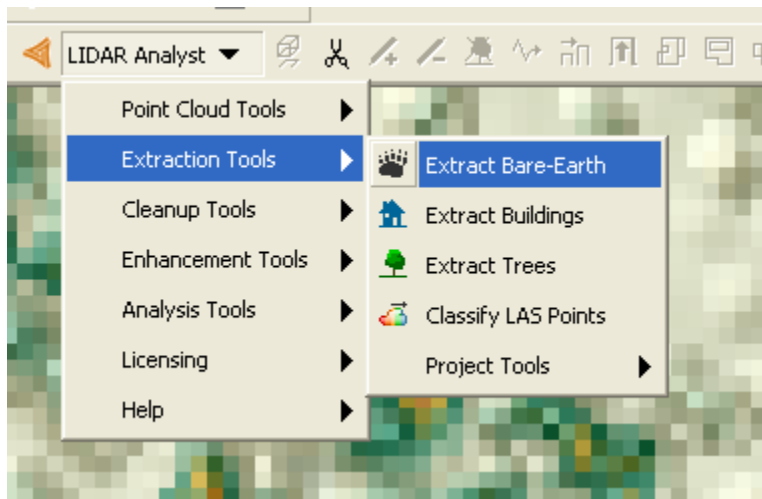 LIDAR Analyst
Point Cloud Tools
Extraction Tools
Cleanup Tools
Enhancement Tools
Analysis Tools
Licensing
Help
Extract Bare-Earth
Extract Buildings
Extract Trees
Classify LAS Points
Project Tools